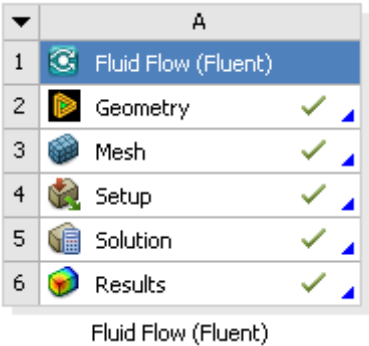 A
1 Fluid Flow (Fluent)
2 Geometry
3 Mesh
4 Setup
5 Solution
6 Results
Fluid Flow (Fluent)